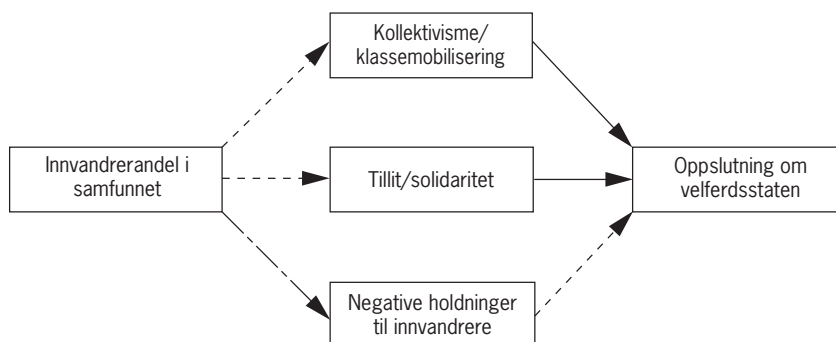 Kollektivisme/
klassemobilisering
Innvandrerandel i
samfunnet
Tillit/solidaritet
Oppslutning om
velferdsstaten
Negative holdninger
til innvandrere